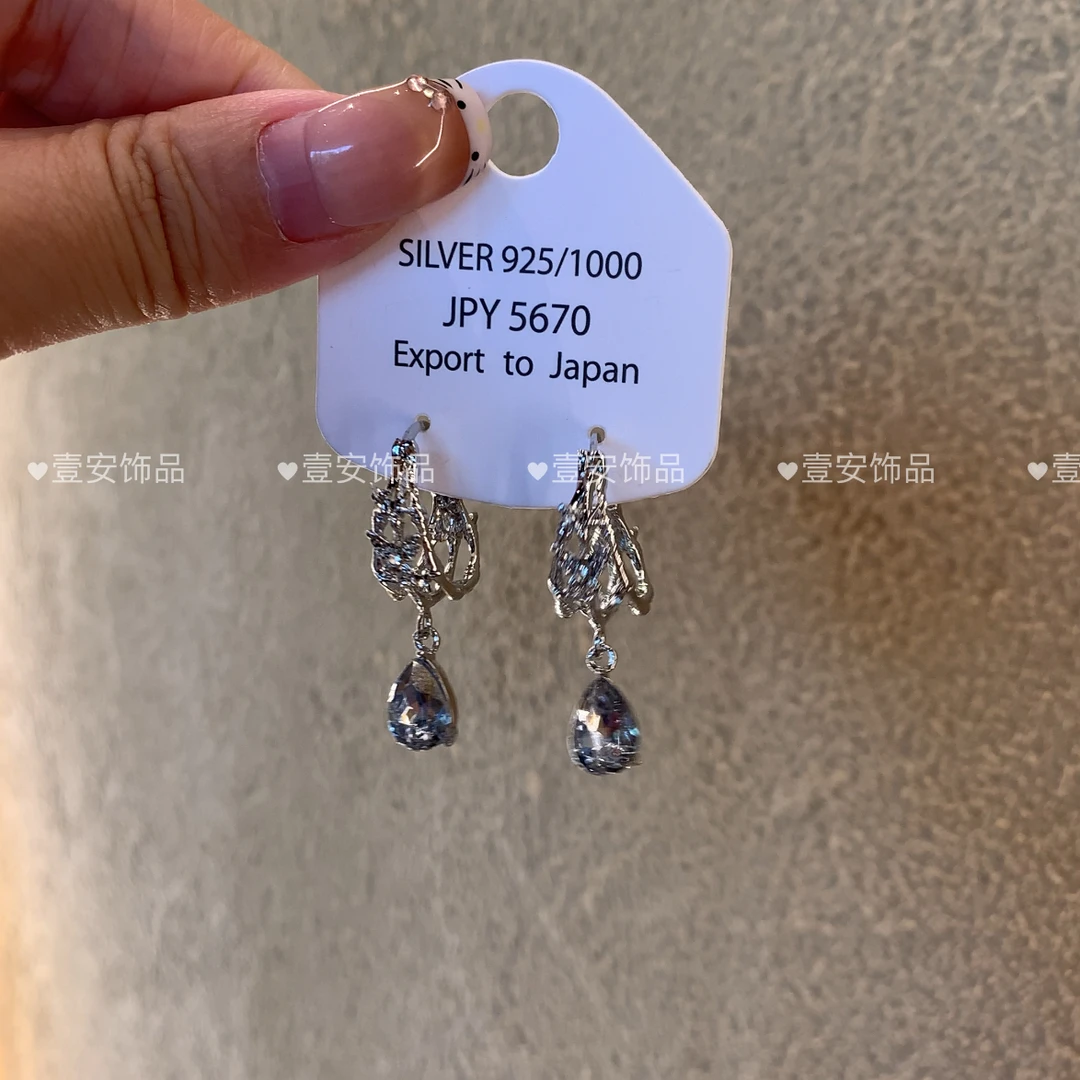 SILVER 925/1000
JPY 5670
Export to Japan
♥壹安饰品 ♥壹安饰品 ♥壹安饰品 ♥壹安饰品 ♥壹